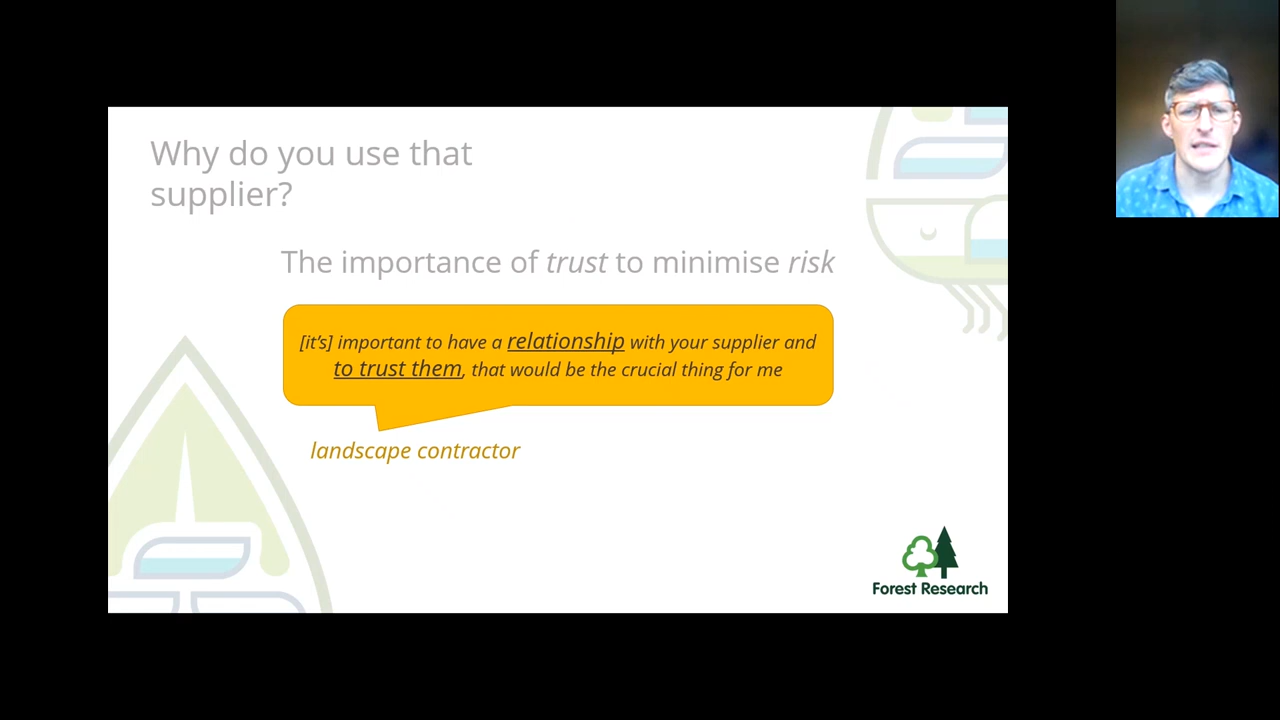 Why do you use that
supplier?
The importance of trust to minimise risk
[it’s] important to have a relationship with your supplier and
to trust them, that would be the crucial thing for me
landscape contractor
Forest Research